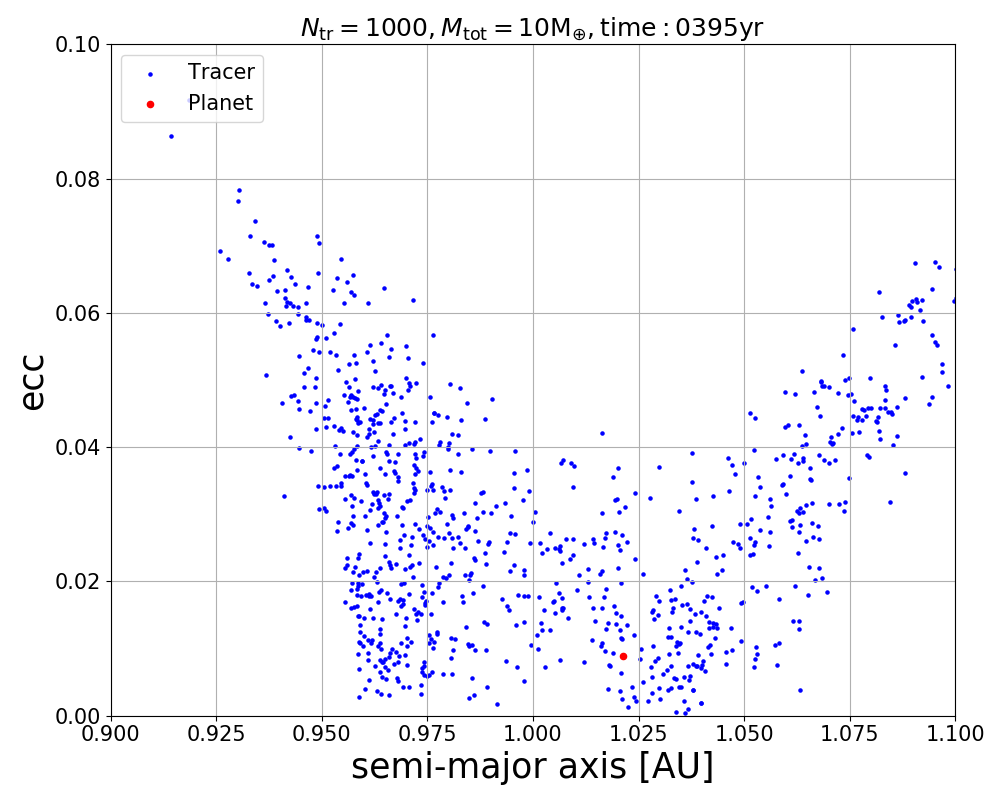 N_tr = 1000, M_tot = 10M_⊕, time : 0395yr
Tracer
Planet
ecc
0.10
0.08
0.06
0.04
0.02
0.00
0.900 0.925 0.950 0.975 1.000 1.025 1.050 1.075 1.100
semi-major axis [AU]